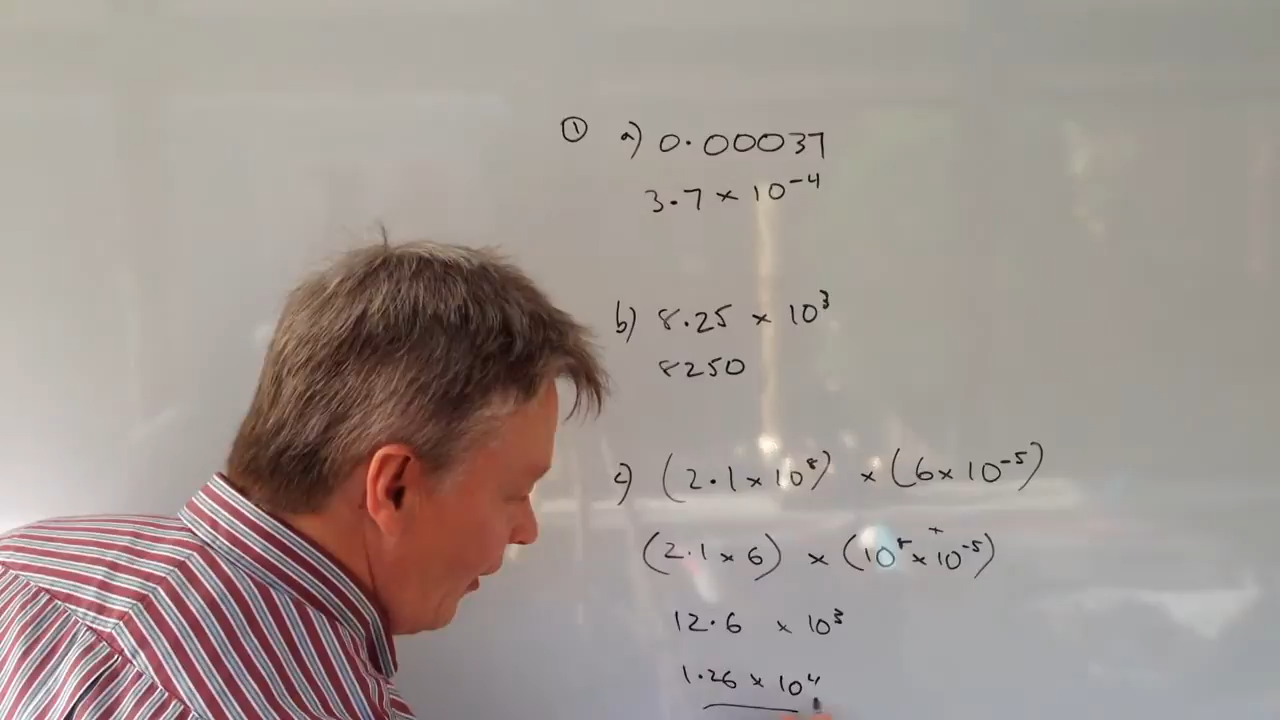 ① a) 0.00037
3.7 × 10⁻⁴
b) 8.25 × 10³
8250
c) (2.1 × 10⁸) × (6 × 10⁻⁵)
(2.1 × 6) × (10⁸ × 10⁻⁵)
+
12.6 × 10³
1.26 × 10⁴